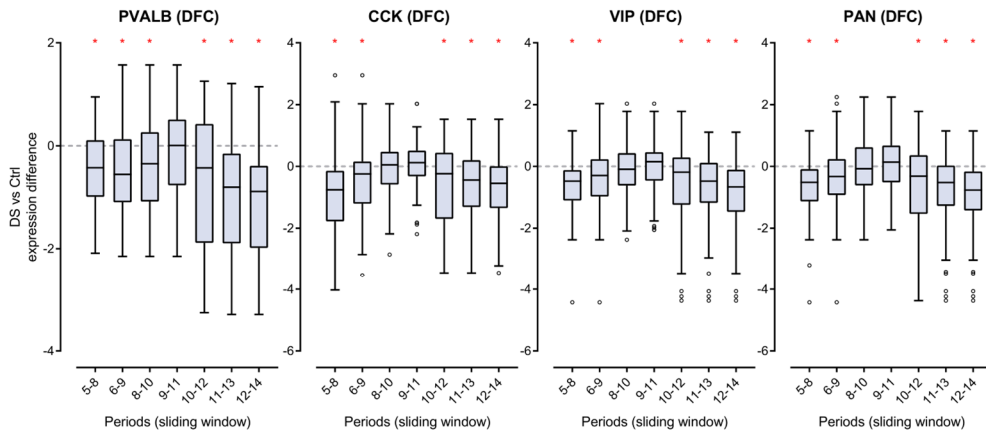 PVALB (DFC) CCK (DFC) VIP (DFC) PAN (DFC)
* * * * * *
* * * * *
* * * * *
* * * * *
DS vs Ctrl
expression difference
2
0
-2
-4
4
2
0
-2
-4
-6
4
2
0
-2
-4
-6
4
2
0
-2
-4
-6
5-8 6-9 8-10 9-11 10-12 11-13 12-14
5-8 6-9 8-10 9-11 10-12 11-13 12-14
5-8 6-9 8-10 9-11 10-12 11-13 12-14
5-8 6-9 8-10 9-11 10-12 11-13 12-14
Periods (sliding window) Periods (sliding window) Periods (sliding window) Periods (sliding window)